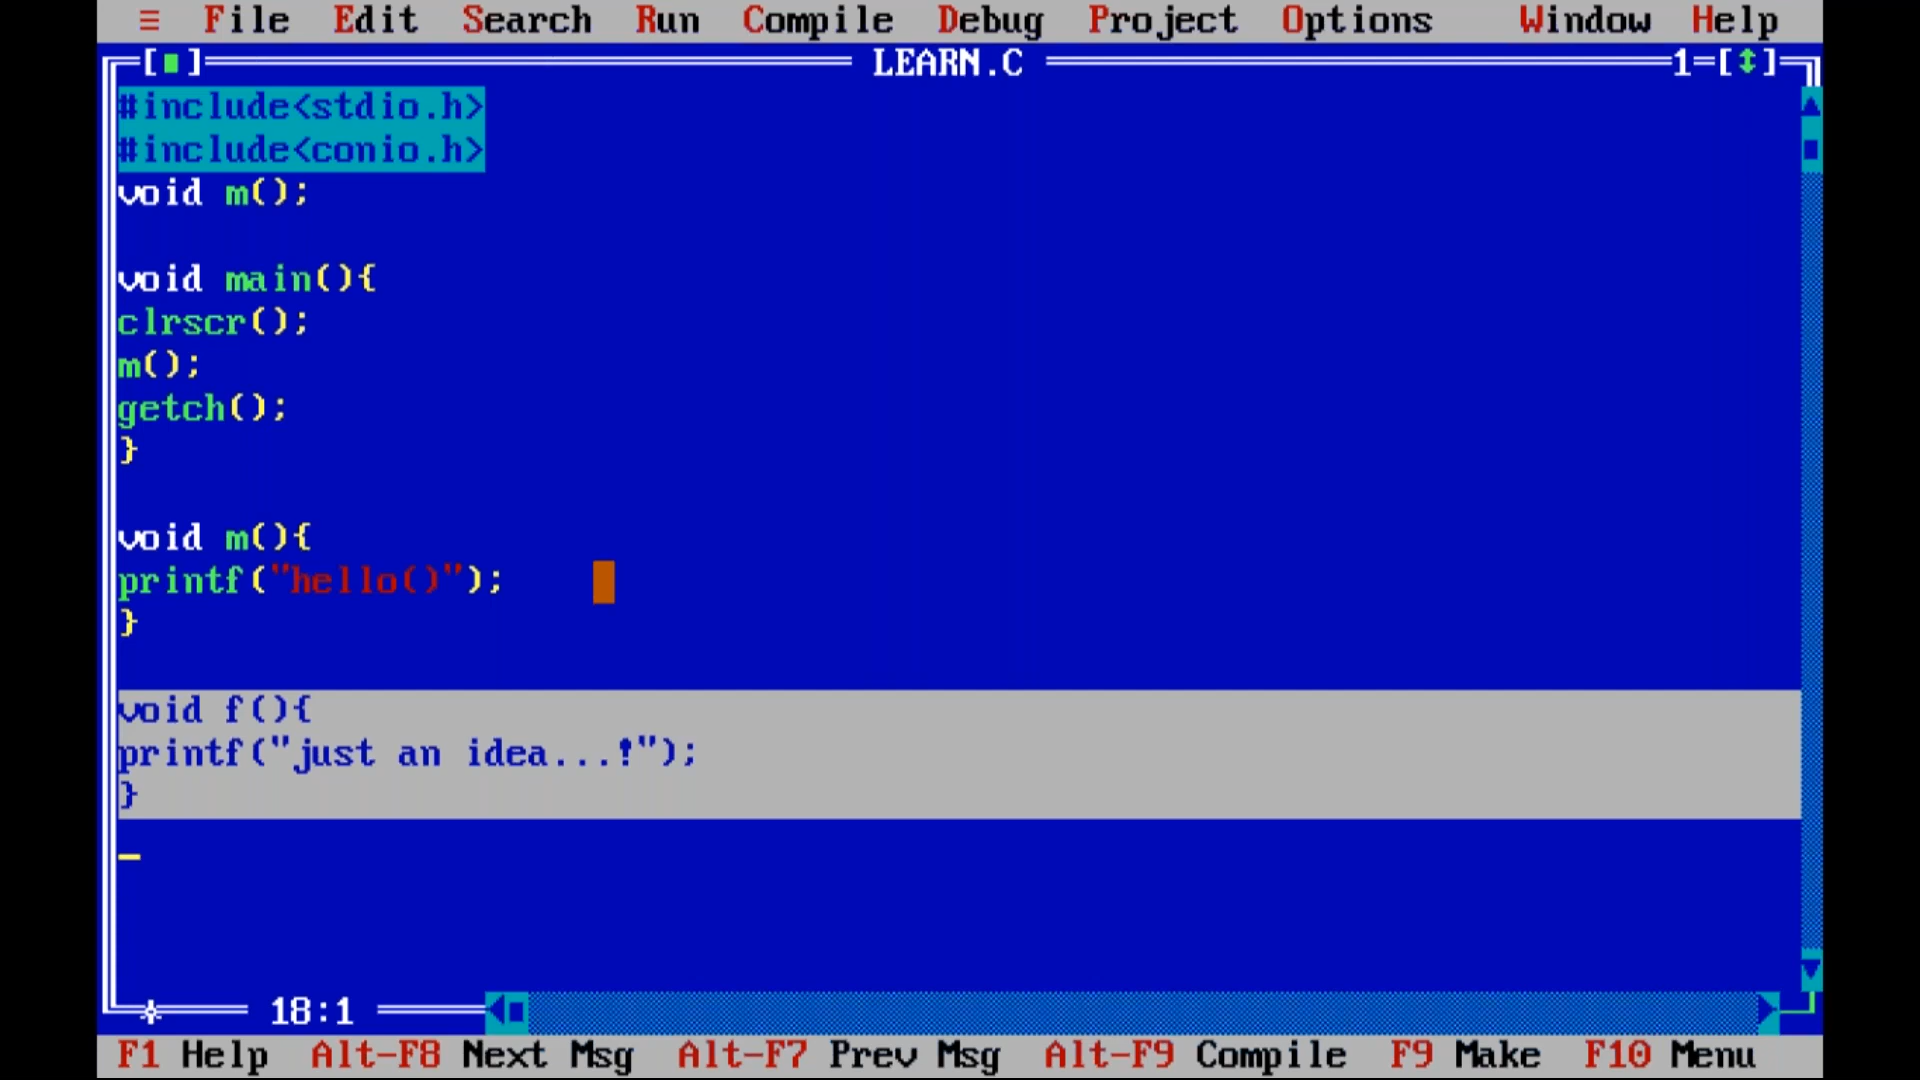 ≡ File Edit Search Run Compile Debug Project Options Window Help
[■] LEARN.C 1=[↕]
#include<stdio.h>
#include<conio.h>
void m();
void main(){
clrscr();
m();
getch();
}
void m(){
printf("hello()");
}
void f(){
printf("just an idea...!");
}
18:1
F1 Help Alt-F8 Next Msg Alt-F7 Prev Msg Alt-F9 Compile F9 Make F10 Menu